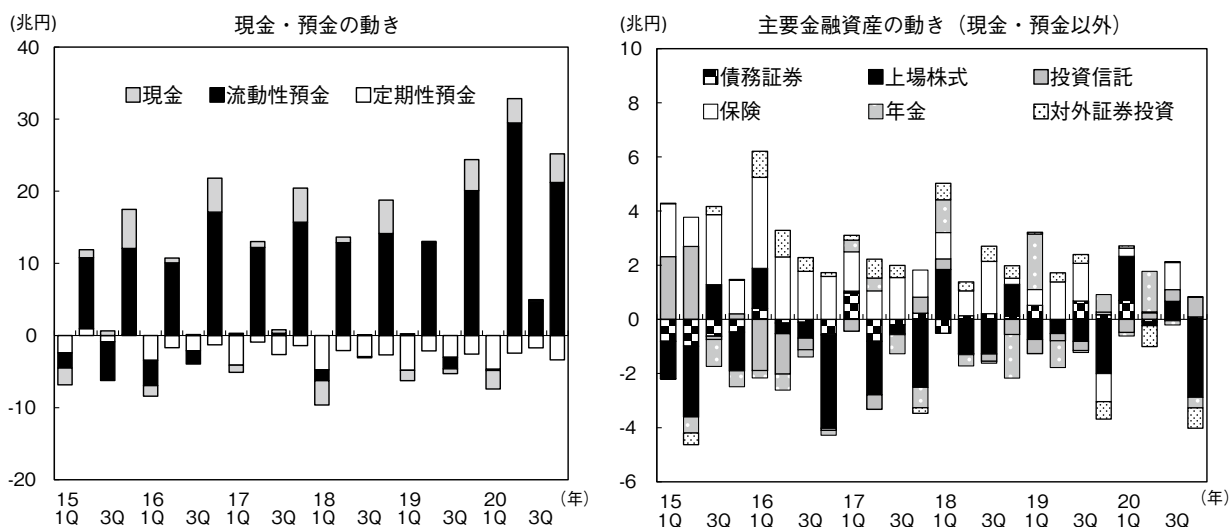 (兆円)
現金・預金の動き
40
30
20
10
0
-10
-20
現金 流動性預金 定期性預金
15 16 17 18 19 20 (年)
1Q 3Q 1Q 3Q 1Q 3Q 1Q 3Q 1Q 3Q 1Q 3Q
(兆円)
主要金融資産の動き（現金・預金以外）
10
8
6
4
2
0
-2
-4
-6
債務証券 上場株式 投資信託
保険 年金 対外証券投資
15 16 17 18 19 20 (年)
1Q 3Q 1Q 3Q 1Q 3Q 1Q 3Q 1Q 3Q 1Q 3Q